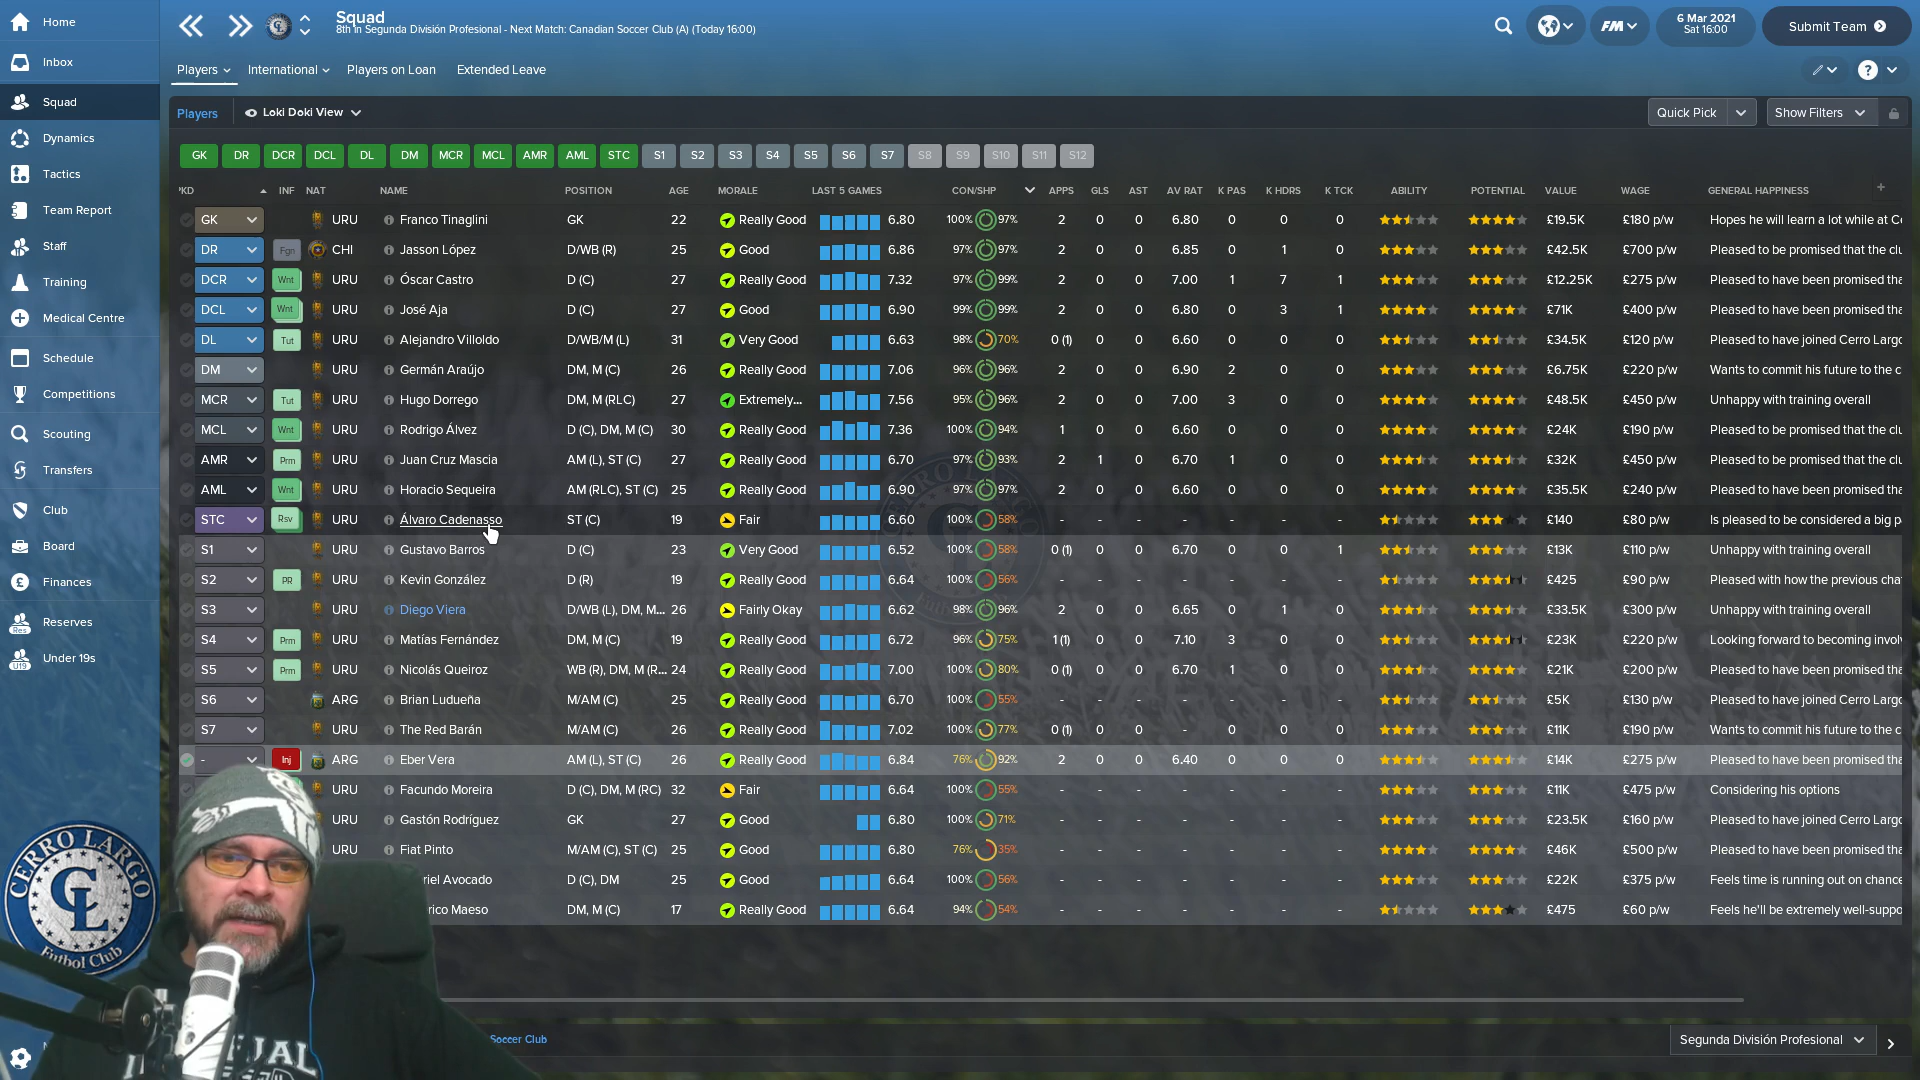 Home
Inbox
Squad
Dynamics
Tactics
Team Report
Staff
Training
Medical Centre
Schedule
Competitions
Scouting
Transfers
Club
Board
Finances
Reserves
Under 19s
Squad
8th in Segunda División Profesional - Next Match: Canadian Soccer Club (A) (Today 16:00)
FM
6 Mar 2021
Sat 16:00
Submit Team
Players International Players on Loan Extended Leave
Players Loki Doki View Quick Pick Show Filters
GK DR DCR DCL DL DM MCR MCL AMR AML STC S1 S2 S3 S4 S5 S6 S7 S8 S9 S10 S11 S12
PKD INF NAT NAME POSITION AGE MORALE LAST 5 GAMES CON/SHP APPS GLS AST AV RAT K PAS K HDRS K TCK ABILITY POTENTIAL VALUE WAGE GENERAL HAPPINESS
GK URU Franco Tinaglini GK 22 Really Good 6.80 100% 97% 2 0 0 6.80 0 0 0 £19.5K £180 p/w Hopes he will learn a lot while at Ce
DR Fgn CHI Jasson López D/WB (R) 25 Good 6.86 97% 97% 2 0 0 6.85 0 1 0 £42.5K £700 p/w Pleased to be promised that the clu
DCR Wnt URU Óscar Castro D (C) 27 Really Good 7.32 97% 99% 2 0 0 7.00 1 7 1 £12.25K £275 p/w Pleased to have been promised tha
DCL Wnt URU José Aja D (C) 27 Good 6.90 99% 99% 2 0 0 6.80 0 3 1 £71K £400 p/w Pleased to have been promised tha
DL Tut URU Alejandro Villoldo D/WB/M (L) 31 Very Good 6.63 98% 70% 0 (1) 0 0 6.60 0 0 0 £34.5K £120 p/w Pleased to have joined Cerro Largo
DM URU Germán Araújo DM, M (C) 26 Really Good 7.06 96% 96% 2 0 0 6.90 2 0 0 £6.75K £220 p/w Wants to commit his future to the c
MCR Tut URU Hugo Dorrego DM, M (RLC) 27 Extremely... 7.56 95% 96% 2 0 0 7.00 3 0 0 £48.5K £450 p/w Unhappy with training overall
MCL Wnt URU Rodrigo Álvez D (C), DM, M (C) 30 Really Good 7.36 100% 94% 1 0 0 6.60 0 0 0 £24K £190 p/w Pleased to be promised that the clu
AMR Prm URU Juan Cruz Mascia AM (L), ST (C) 27 Really Good 6.70 97% 93% 2 1 0 6.70 1 0 0 £32K £450 p/w Pleased to be promised that the clu
AML Wnt URU Horacio Sequeira AM (RLC), ST (C) 25 Really Good 6.90 97% 97% 2 0 0 6.60 0 0 0 £35.5K £240 p/w Pleased to have been promised tha
STC Rsv URU Álvaro Cadenasso ST (C) 19 Fair 6.60 100% 58% - - - - - - - £140 £80 p/w Is pleased to be considered a big p
S1 URU Gustavo Barros D (C) 23 Very Good 6.52 100% 58% 0 (1) 0 0 6.70 0 0 1 £13K £110 p/w Unhappy with training overall
S2 PR URU Kevin González D (R) 19 Really Good 6.64 100% 56% - - - - - - - £425 £90 p/w Pleased with how the previous cha
S3 URU Diego Viera D/WB (L), DM, M... 26 Fairly Okay 6.62 98% 96% 2 0 0 6.65 0 1 0 £33.5K £300 p/w Unhappy with training overall
S4 Prm URU Matías Fernández DM, M (C) 19 Really Good 6.72 96% 75% 1 (1) 0 0 7.10 3 0 0 £23K £220 p/w Looking forward to becoming invol
S5 Prm URU Nicolás Queiroz WB (R), DM, M (R... 24 Really Good 7.00 100% 80% 0 (1) 0 0 6.70 1 0 0 £21K £200 p/w Pleased to have been promised tha
S6 ARG Brian Ludueña M/AM (C) 25 Really Good 6.70 100% 55% - - - - - - - £5K £130 p/w Pleased to have joined Cerro Largo
S7 URU The Red Barán M/AM (C) 26 Really Good 7.02 100% 77% 0 (1) 0 0 - 0 0 0 £11K £190 p/w Wants to commit his future to the c
- Inj ARG Eber Vera AM (L), ST (C) 26 Really Good 6.84 76% 92% 2 0 0 6.40 0 0 0 £14K £275 p/w Pleased to have been promised tha
URU Facundo Moreira D (C), DM, M (RC) 32 Fair 6.64 100% 55% - - - - - - - £11K £475 p/w Considering his options
URU Gastón Rodríguez GK 27 Good 6.80 100% 71% - - - - - - - £23.5K £160 p/w Pleased to have joined Cerro Largo
URU Fiat Pinto M/AM (C), ST (C) 25 Good 6.80 76% 35% - - - - - - - £46K £500 p/w Pleased to have been promised tha
riel Avocado D (C), DM 25 Good 6.64 100% 56% - - - - - - - £22K £375 p/w Feels time is running out on chance
rico Maeso DM, M (C) 17 Really Good 6.64 94% 54% - - - - - - - £475 £60 p/w Feels he'll be extremely well-suppo
CERRO LARGO
CL
Futbol Club
Soccer Club
Segunda División Profesional